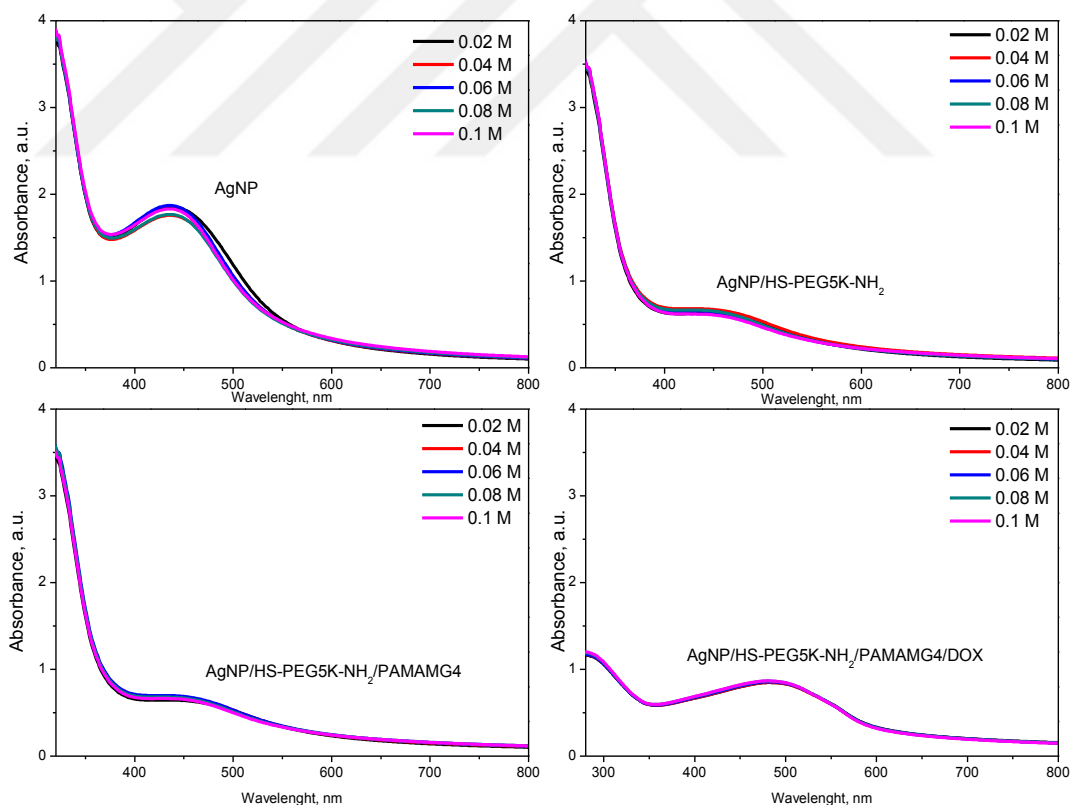 4
3
2
1
0
400
500
600
700
800
Absorbance, a.u.
Wavelenght, nm
AgNP
0.02 M
0.04 M
0.06 M
0.08 M
0.1 M
4
3
2
1
0
400
500
600
700
800
Absorbance, a.u.
Wavelenght, nm
AgNP/HS-PEG5K-NH₂
0.02 M
0.04 M
0.06 M
0.08 M
0.1 M
4
3
2
1
0
400
500
600
700
800
Absorbance, a.u.
Wavelenght, nm
AgNP/HS-PEG5K-NH₂/PAMAMG4
0.02 M
0.04 M
0.06 M
0.08 M
0.1 M
4
3
2
1
0
300
400
500
600
700
800
Absorbance, a.u.
Wavelenght, nm
AgNP/HS-PEG5K-NH₂/PAMAMG4/DOX
0.02 M
0.04 M
0.06 M
0.08 M
0.1 M